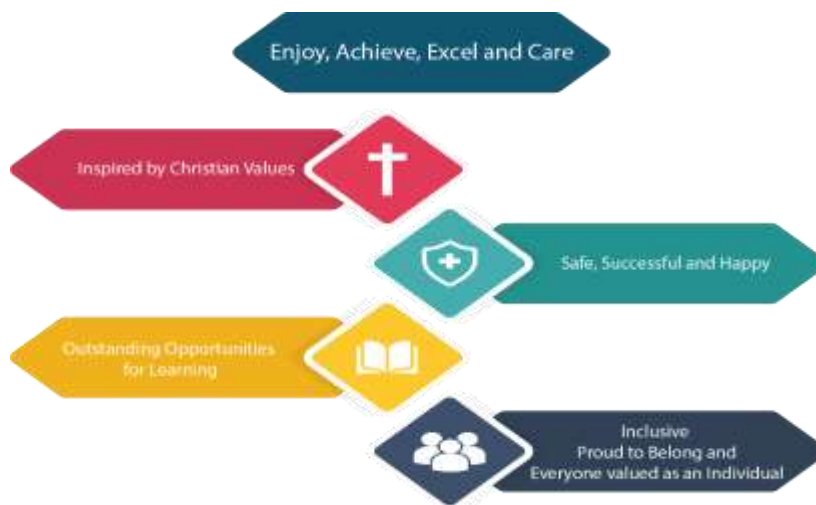 Enjoy, Achieve, Excel and Care
Inspired by Christian Values
Safe, Successful and Happy
Outstanding Opportunities
for Learning
Inclusive
Proud to Belong and
Everyone valued as an Individual